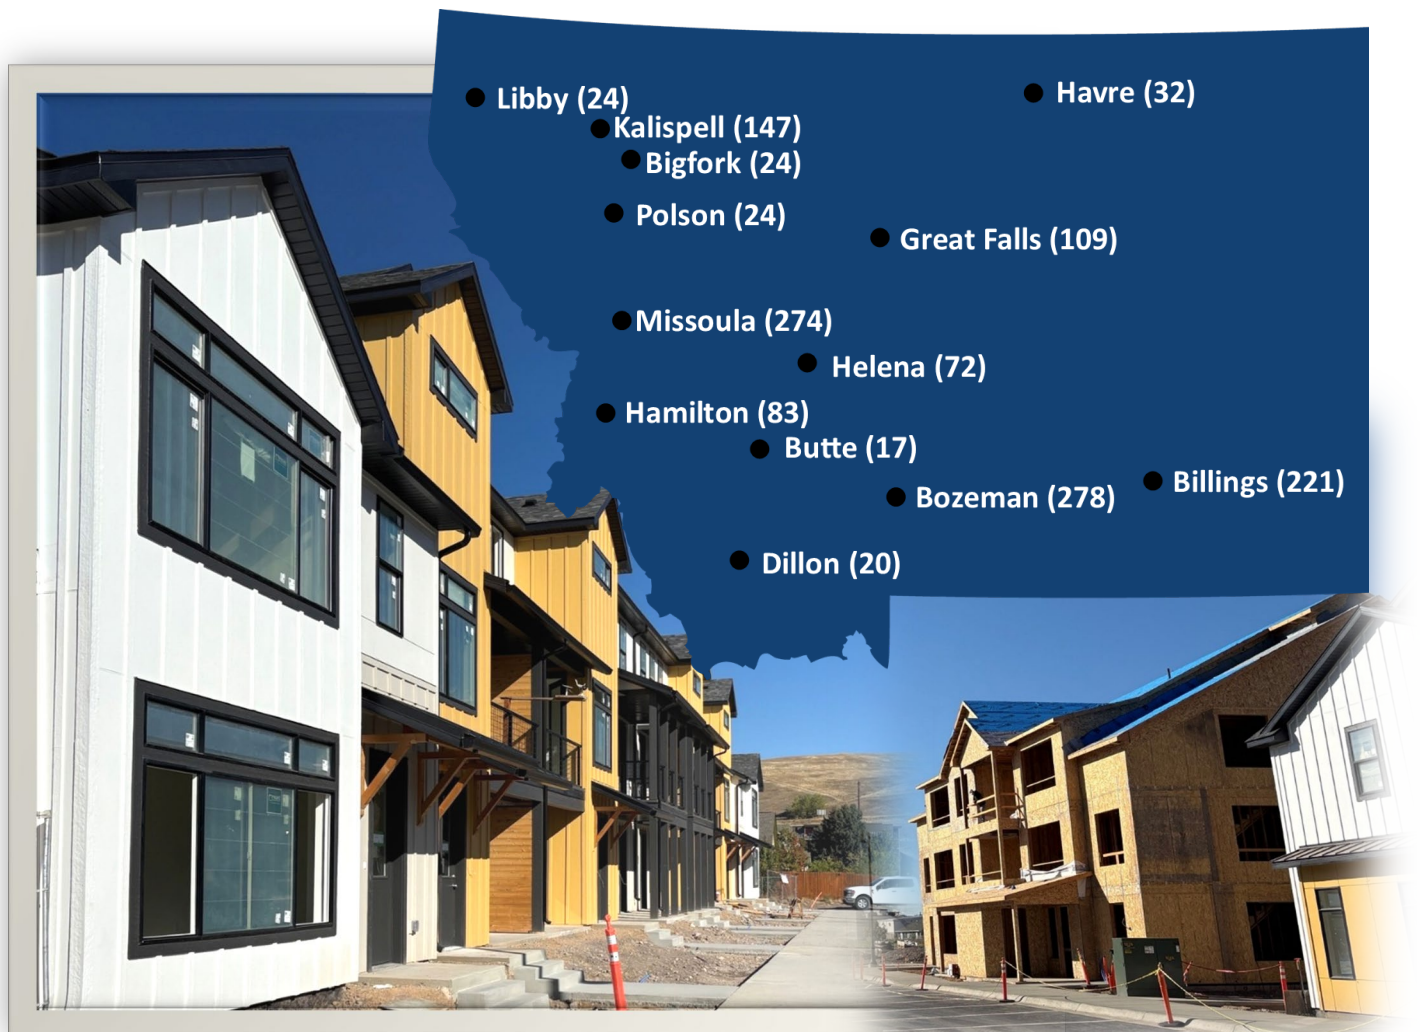 Libby (24)
Havre (32)
Kalispell (147)
Bigfork (24)
Polson (24)
Great Falls (109)
Missoula (274)
Helena (72)
Hamilton (83)
Butte (17)
Billings (221)
Bozeman (278)
Dillon (20)